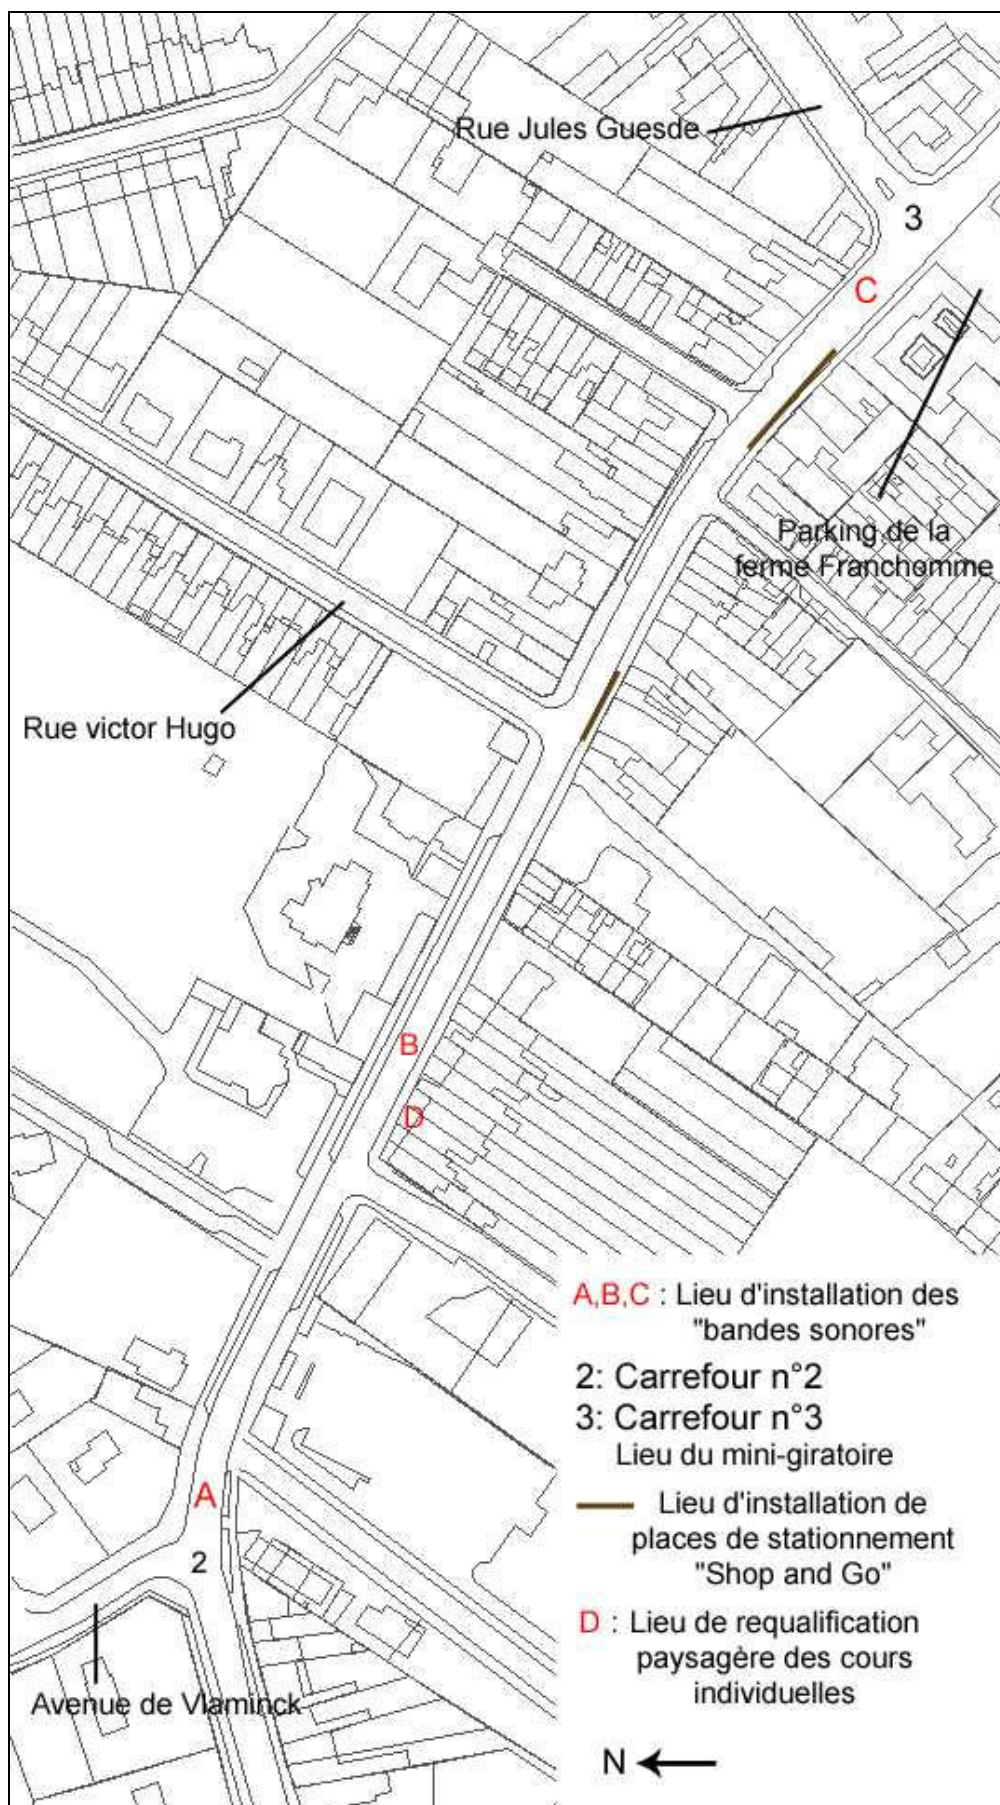 Rue Jules Guesde
3
C
Parking de la
ferme Franchomme
Rue victor Hugo
B
D
A,B,C : Lieu d'installation des
"bandes sonores"
2: Carrefour n°2
3: Carrefour n°3
Lieu du mini-giratoire
A
Lieu d'installation de
places de stationnement
"Shop and Go"
2
D : Lieu de requalification
paysagère des cours
individuelles
Avenue de Vlaminck
N